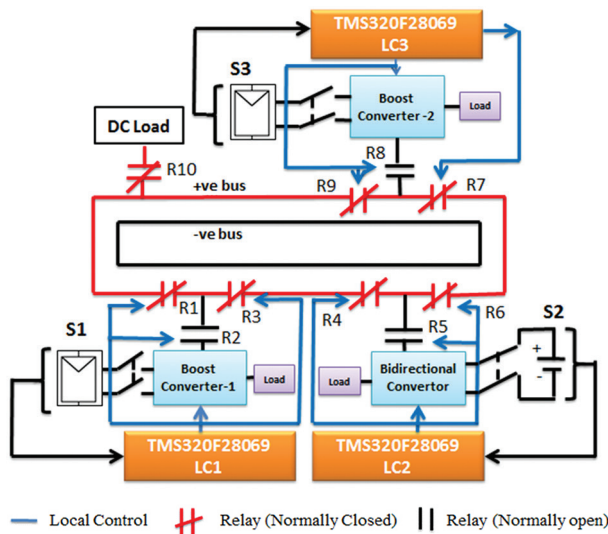 TMS320F28069
LC3
S3
Boost
Converter -2
Load
DC Load
R8
R10
+ve bus
R9
R7
-ve bus
R1
R3
R4
R6
S1
R2
R5
S2
Boost
Converter-1
Load
Load
Bidirectional
Convertor
+
-
TMS320F28069
LC1
TMS320F28069
LC2
Local Control
Relay (Normally Closed)
Relay (Normally open)